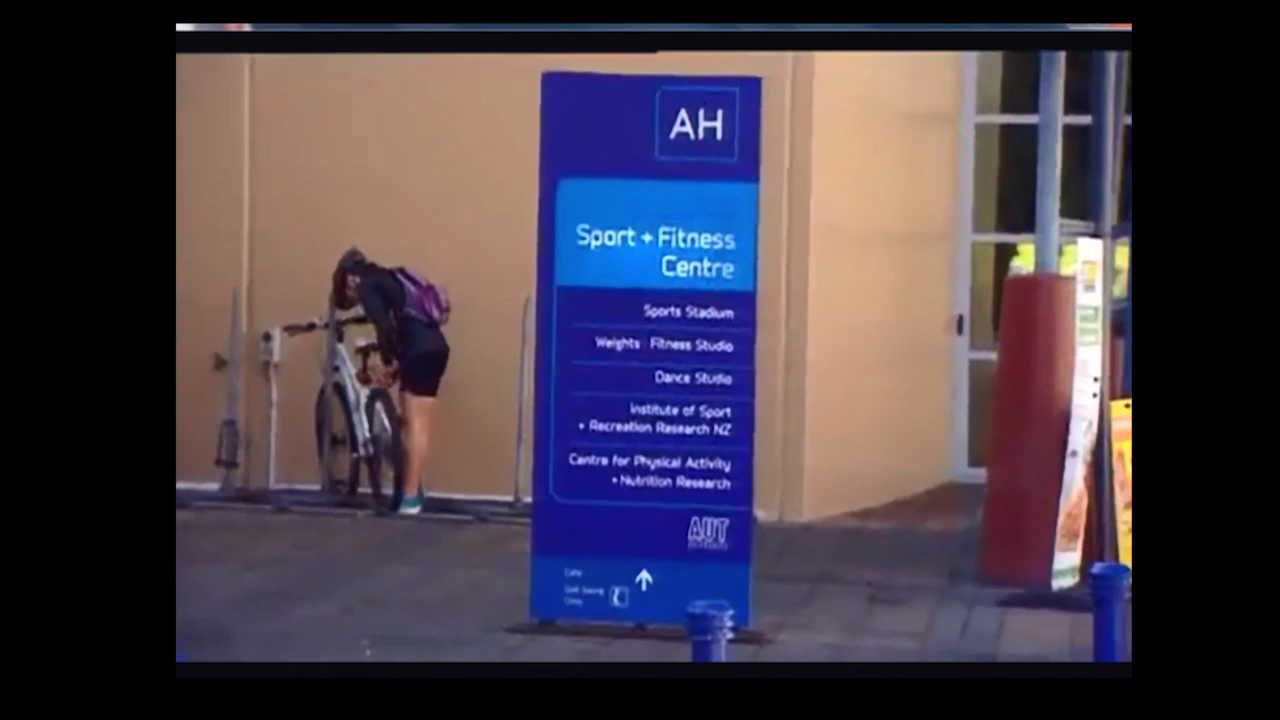 AH
Sport + Fitness
Centre
Sports Stadium
Weights Fitness Studio
Dance Studio
Institute of Sport
+ Recreation Research NZ
Centre for Physical Activity
+ Nutrition Research
AUT
Cafe
Clinic